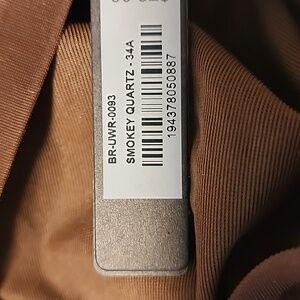 BR-UWR-0093
SMOKEY QUARTZ - 34A
194378050887